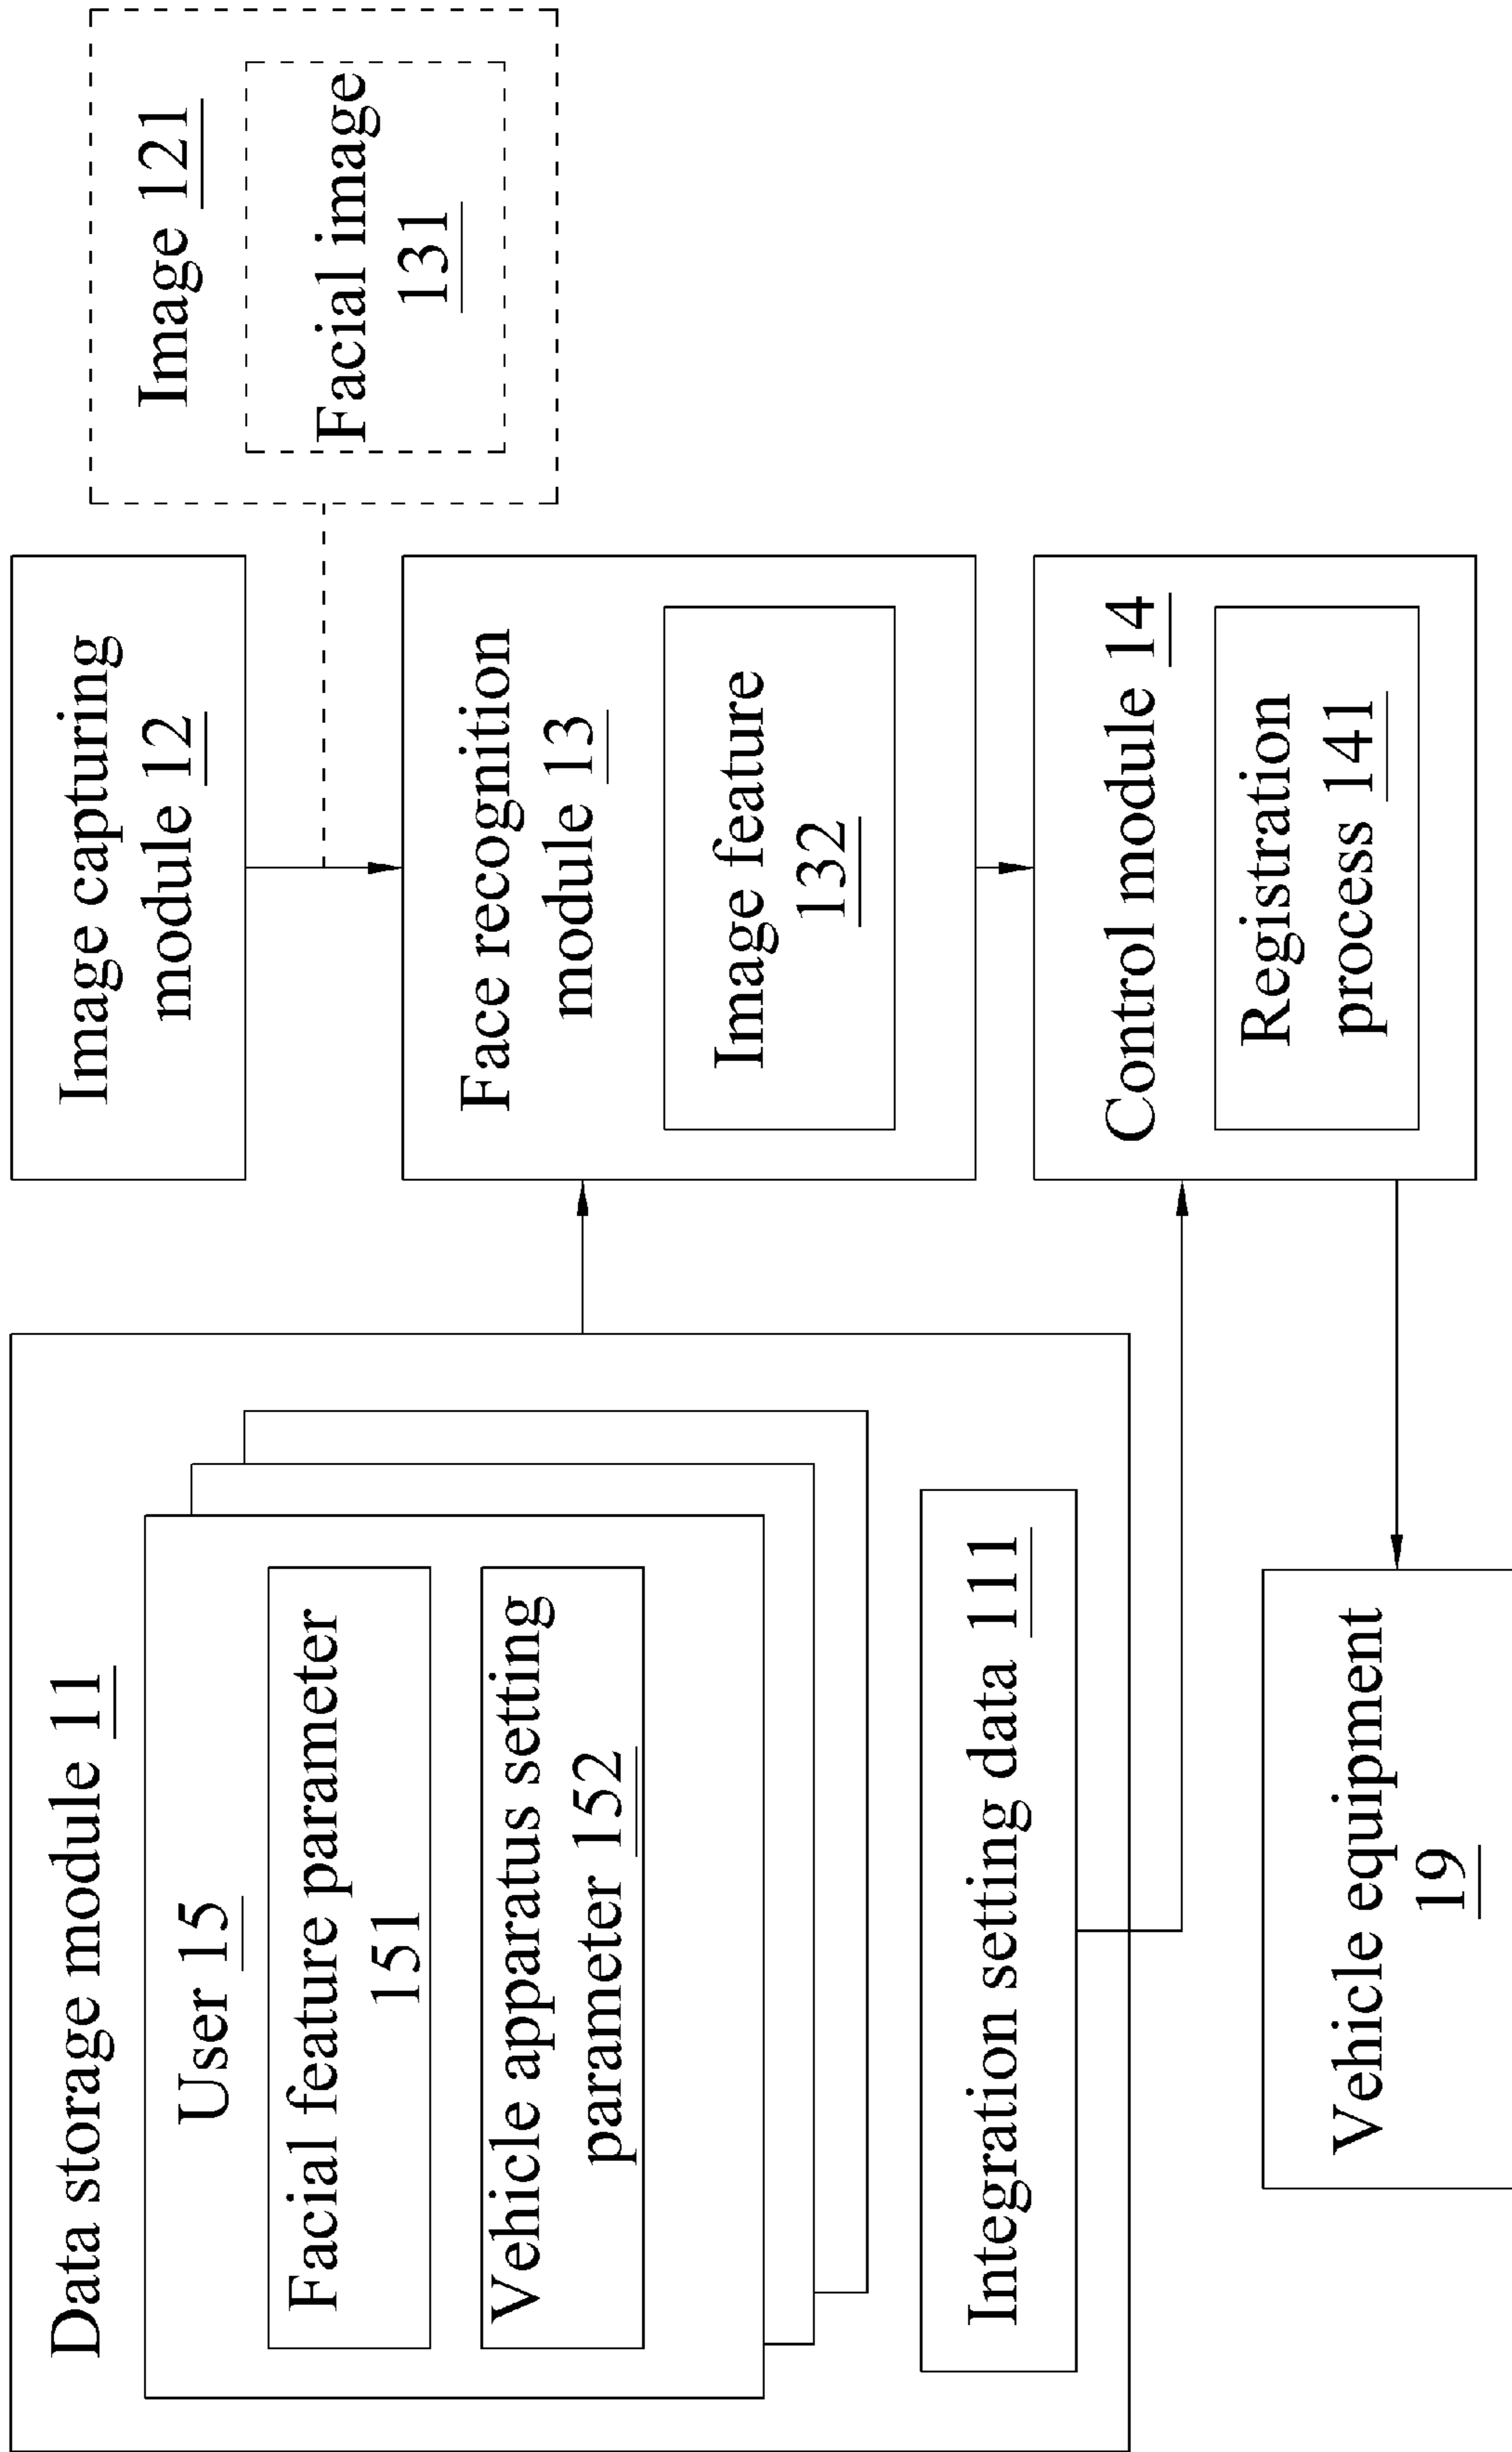 Data storage module 11
User 15
Facial feature parameter
151
Vehicle apparatus setting
parameter 152
Integration setting data 111
Vehicle equipment
19
Image capturing
module 12
Face recognition
module 13
Image feature
132
Control module 14
Registration
process 141
Image 121
Facial image
131